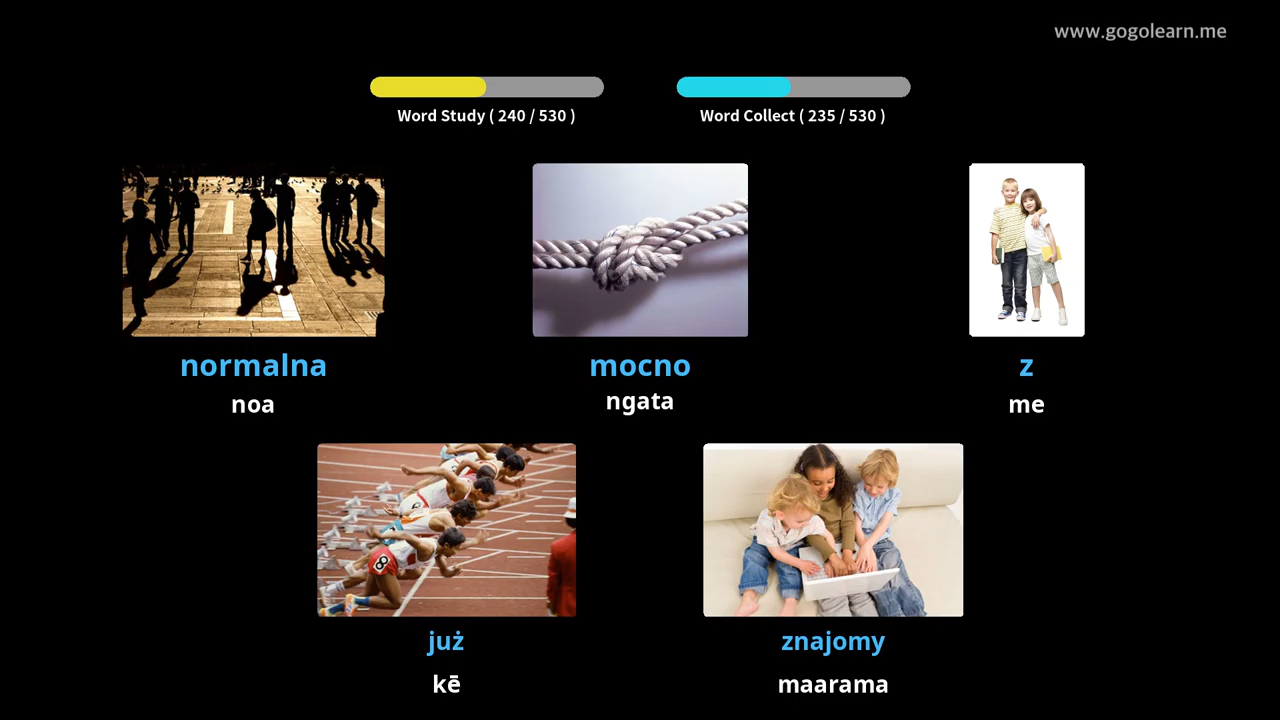 www.gogolearn.me
Word Study ( 240 / 530 )
Word Collect ( 235 / 530 )
normalna
mocno
z
noa
ngata
me
już
znajomy
kē
maarama